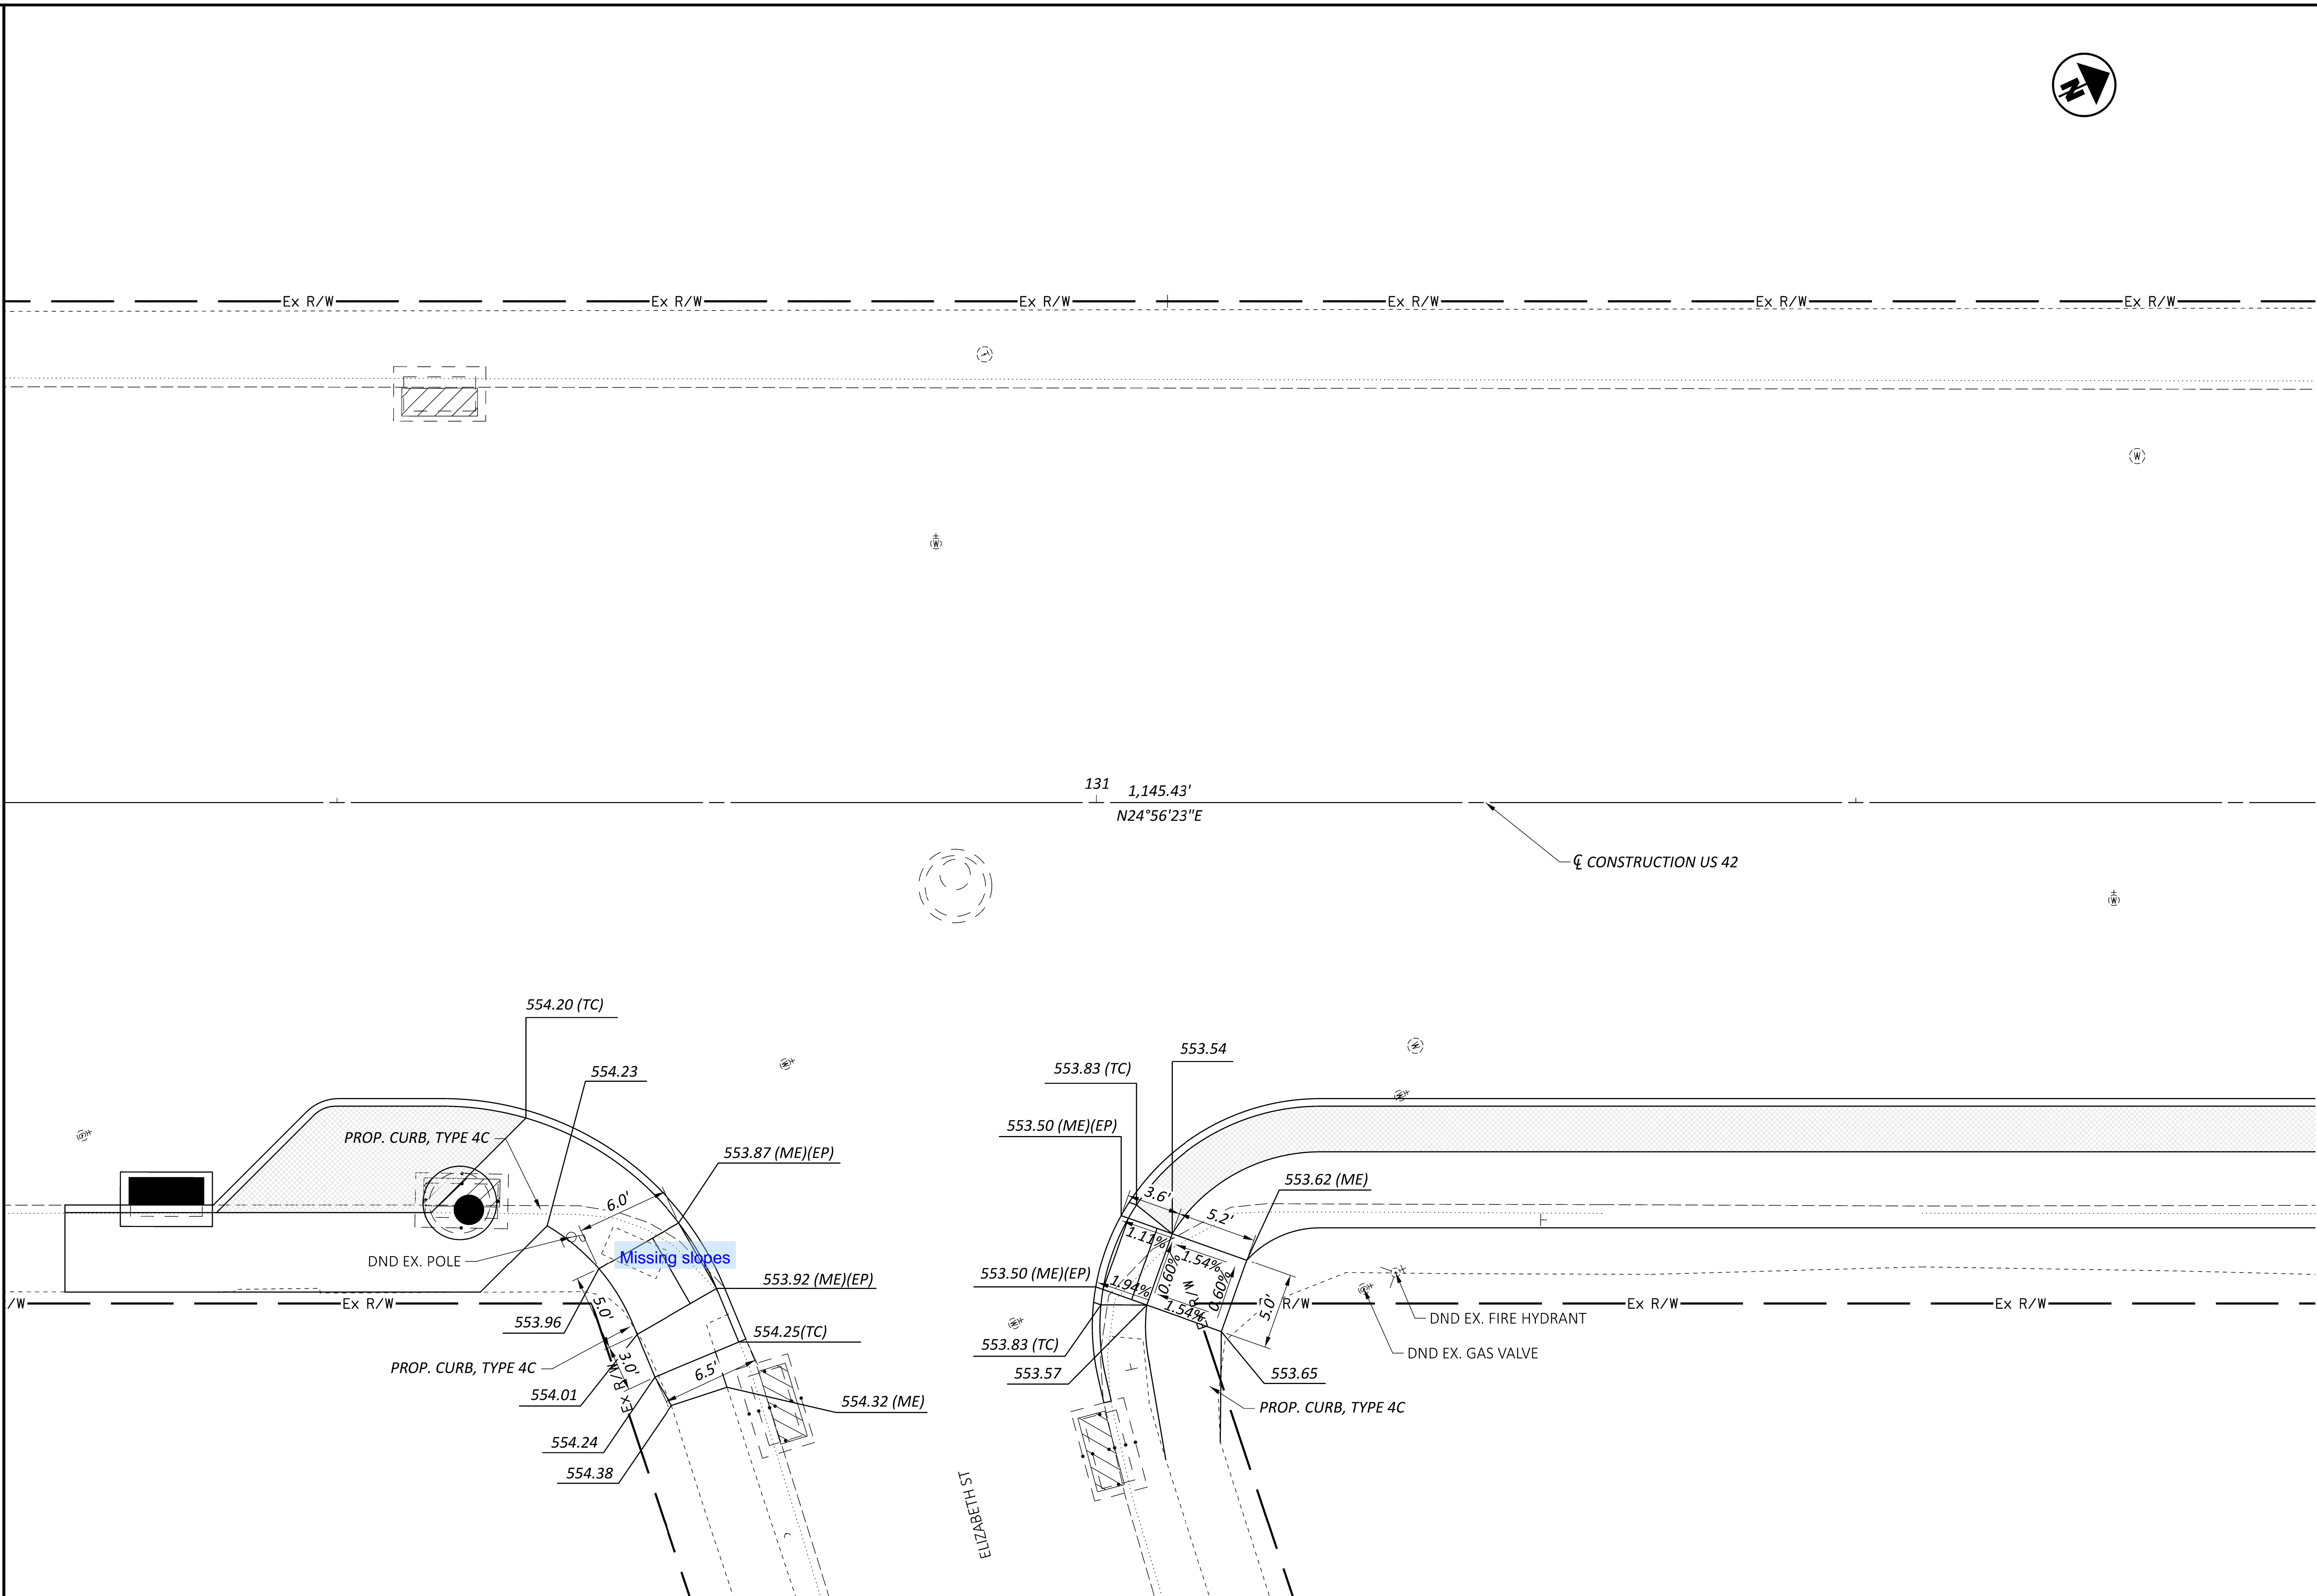 N
Ex R/W
Ex R/W
Ex R/W
Ex R/W
Ex R/W
Ex R/W
T
W
W
131
1,145.43'
N24°56'23"E
℄ CONSTRUCTION US 42
W
554.20 (TC)
554.23
553.54
553.83 (TC)
W
W
W
553.50 (ME)(EP)
PROP. CURB, TYPE 4C
G
553.87 (ME)(EP)
553.62 (ME)
6.0'
3.6'
5.2'
1.11%
Missing slopes
DND EX. POLE
1.54%
0.60%
0.60%
553.92 (ME)(EP)
553.50 (ME)(EP)
1.94%
1.54%
5.0'
5.0'
/W
Ex R/W
Ex R/W
R/W
Ex R/W
Ex R/W
G
DND EX. FIRE HYDRANT
553.96
W
554.25(TC)
553.83 (TC)
DND EX. GAS VALVE
PROP. CURB, TYPE 4C
3.0'
6.5'
553.57
553.65
554.01
Ex R/W
554.32 (ME)
PROP. CURB, TYPE 4C
554.24
554.38
ELIZABETH ST